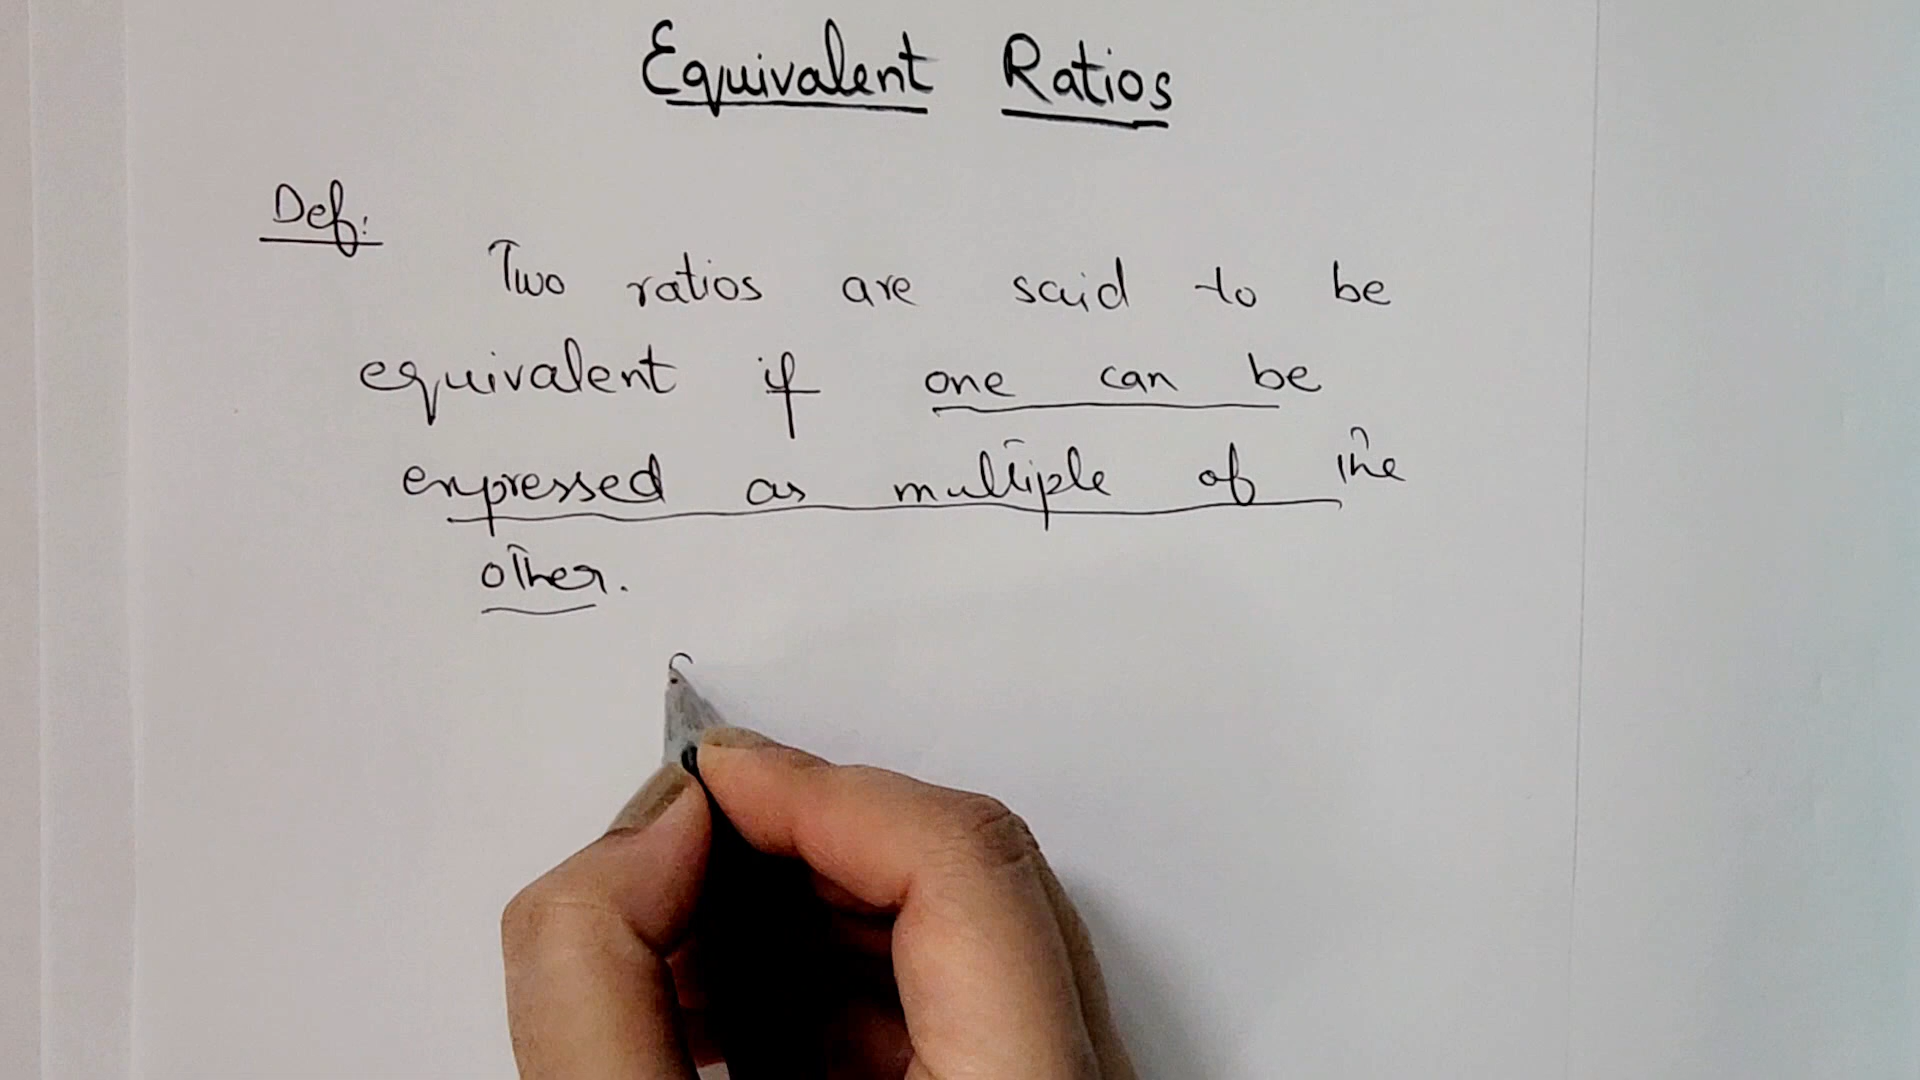 Equivalent Ratios
Def:
Two ratios are said to be
equivalent if one can be
expressed as multiple of the
other.